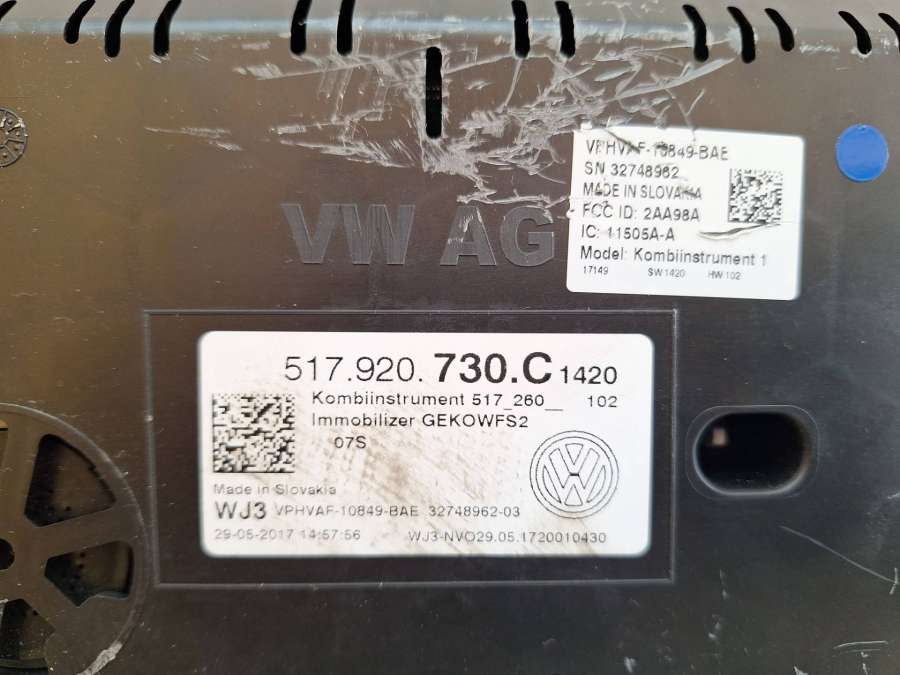 VPHVAF-10849-BAE
SN 32748962
MADE IN SLOVAKIA
FCC ID: 2AA98A
IC: 11505A-A
Model: Kombiinstrument 1
17149 SW1420 HW 102
VW AG
517.920.730.C 1420
Kombiinstrument 517_260__ 102
Immobilizer GEKOWFS2
07S
Made in Slovakia
WJ3 VPHVAF-10849-BAE 32748962-03
29-05-2017 14:57:56 WJ3-NVO29.05.1720010430